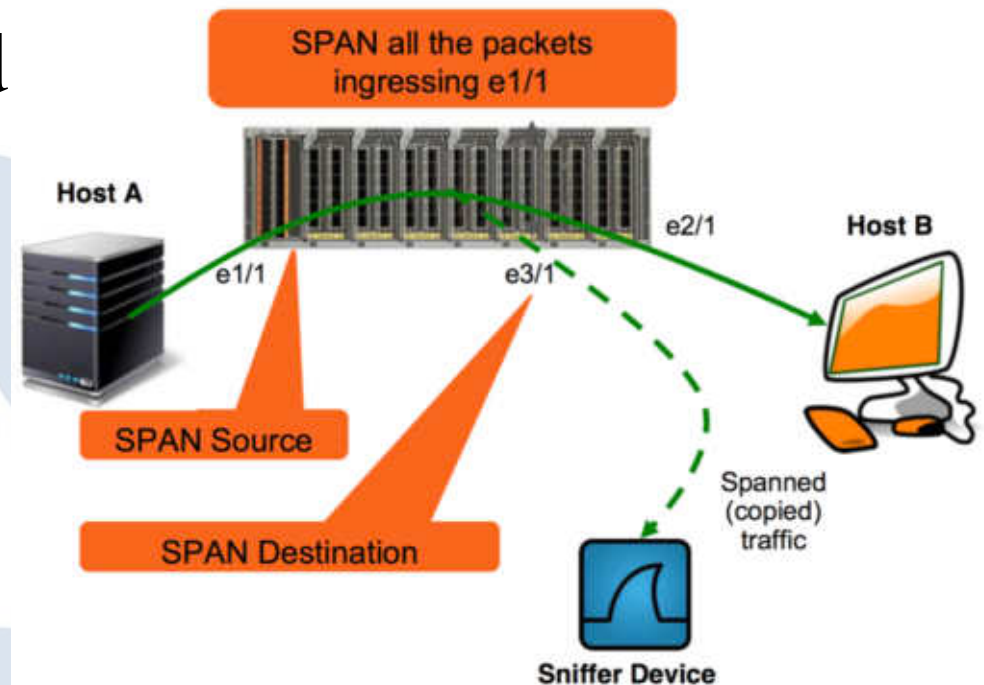 SPAN all the packets
ingressing e1/1
Host A
e1/1
e3/1
e2/1
Host B
SPAN Source
SPAN Destination
Spanned
(copied)
traffic
Sniffer Device